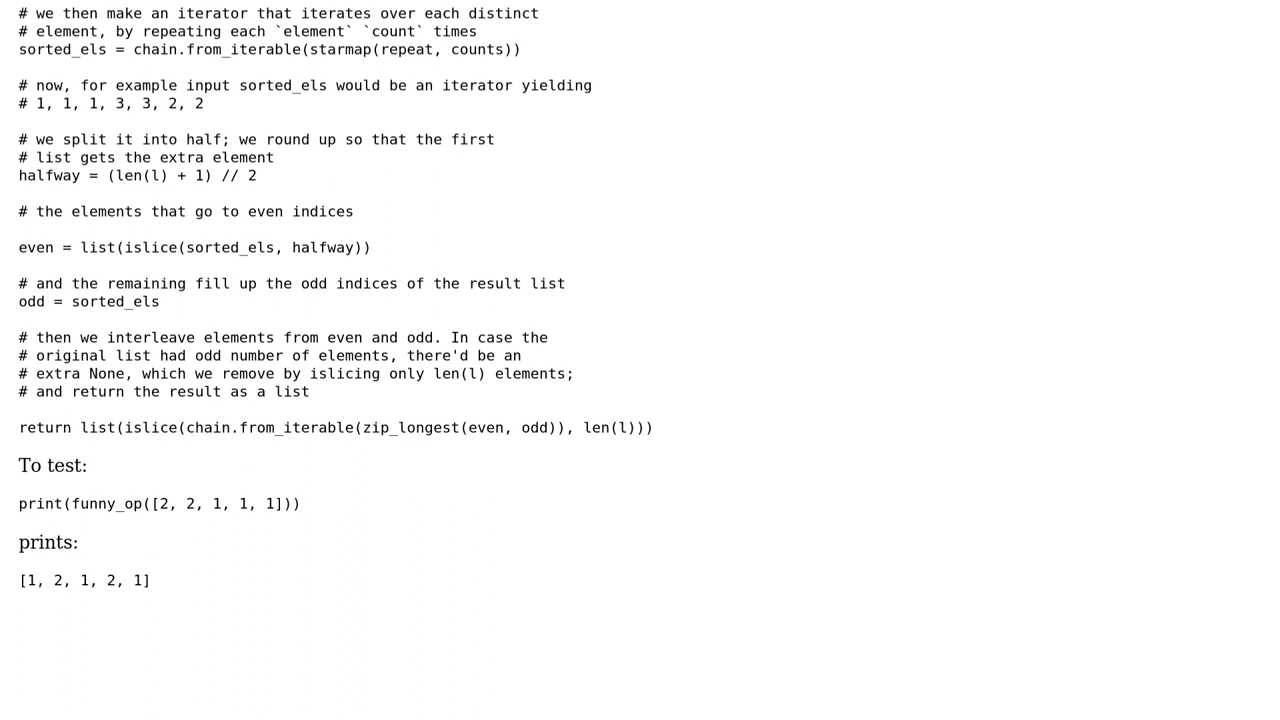 # we then make an iterator that iterates over each distinct
# element, by repeating each `element` `count` times
sorted_els = chain.from_iterable(starmap(repeat, counts))
# now, for example input sorted_els would be an iterator yielding
# 1, 1, 1, 3, 3, 2, 2
# we split it into half; we round up so that the first
# list gets the extra element
halfway = (len(l) + 1) // 2
# the elements that go to even indices
even = list(islice(sorted_els, halfway))
# and the remaining fill up the odd indices of the result list
odd = sorted_els
# then we interleave elements from even and odd. In case the
# original list had odd number of elements, there'd be an
# extra None, which we remove by islicing only len(l) elements;
# and return the result as a list
return list(islice(chain.from_iterable(zip_longest(even, odd)), len(l)))
To test:
print(funny_op([2, 2, 1, 1, 1]))
prints:
[1, 2, 1, 2, 1]